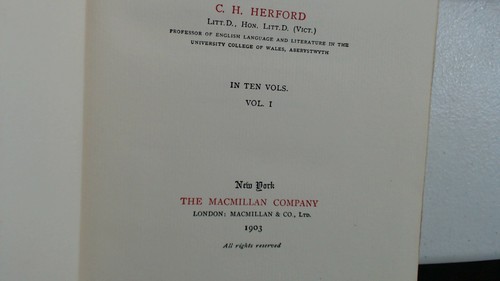 C. H. HERFORD
LITT.D., HON. LITT.D. (VICT.)
PROFESSOR OF ENGLISH LANGUAGE AND LITERATURE IN THE
UNIVERSITY COLLEGE OF WALES, ABERYSTWYTH
IN TEN VOLS.
VOL. I
New York
THE MACMILLAN COMPANY
LONDON: MACMILLAN & CO., LTD.
1903
All rights reserved